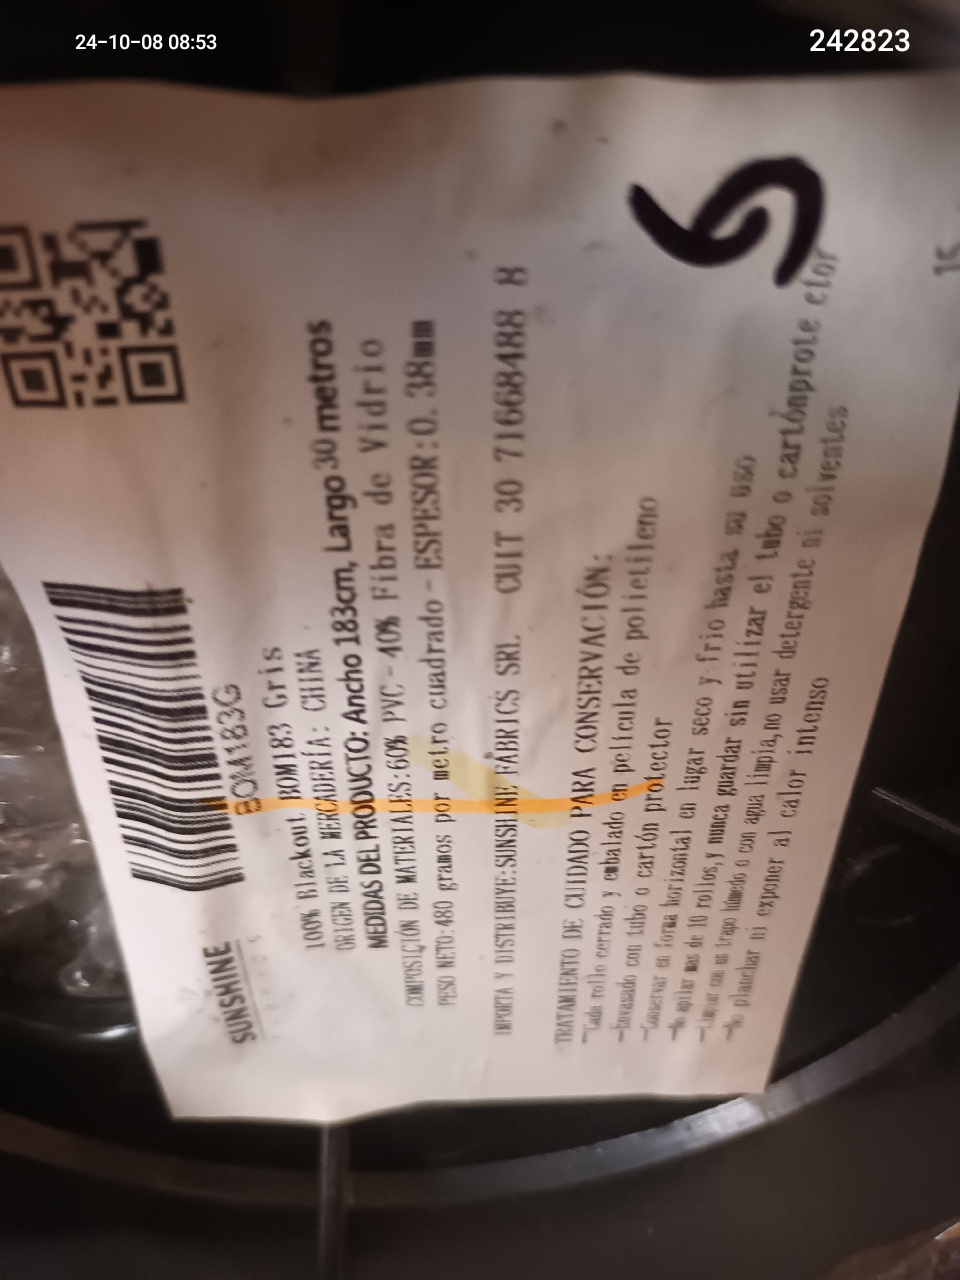 24-10-08 08:53
242823
BOM183G
SUNSHINE
100% Blackout BOM183 Gris
ORIGEN DE LA MERCADERÍA: CHINA
MEDIDAS DEL PRODUCTO: Ancho 183cm, Largo 30 metros
COMPOSICIÓN DE MATERIALES:60% PVC - 40% Fibra de Vidrio
PESO NETO:480 gramos por metro cuadrado - ESPESOR:0. 38mm
IMPORTA Y DISTRIBUYE:SUNSHINE FABRICS SRL CUIT 30 71668488 8
TRATAMIENTO DE CUIDADO PARA CONSERVACIÓN:
-Cada rollo cerrado y embalado en película de polietileno
-Envasado con tubo o cartón protector
-Conservar en forma horizontal en lugar seco y frio hasta su uso
-No apilar mas de 10 rollos,y nunca guardar sin utilizar el tubo o cartónprote ctor
-Limpiar con un trapo húmedo o con agua limpia,no usar detergente ni solventes
-No planchar ni exponer al calor intenso
15